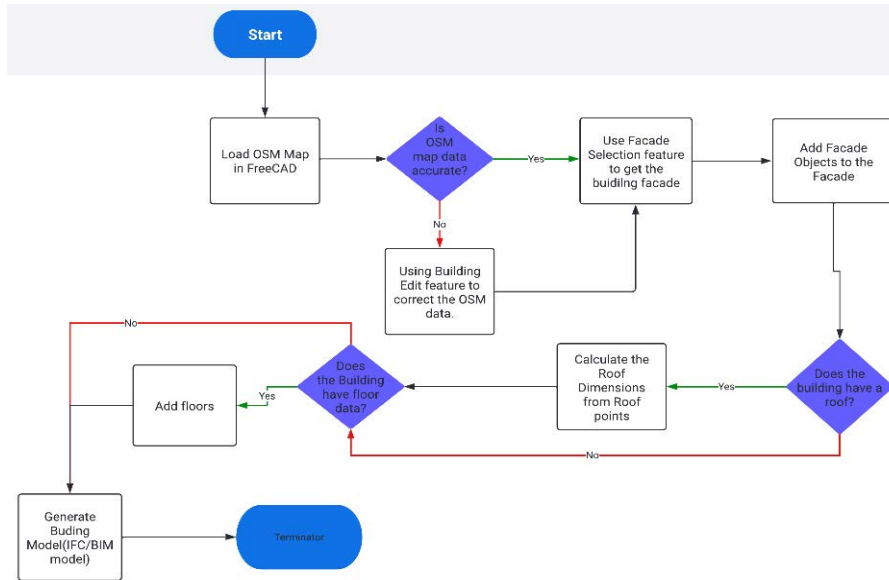 Start
Load OSM Map
in FreeCAD
Is
OSM
map data
accurate?
Yes
Use Facade
Selection feature
to get the
buidilng facade
Add Facade
Objects to the
Facade
No
Using Building
Edit feature to
correct the OSM
data.
No
Does
the Building
have floor
data?
Yes
Add floors
Calculate the
Roof
Dimensions
from Roof
points
Yes
Does the
building have a
roof?
No
Generate
Buding
Model(IFC/BIM
model)
Terminator